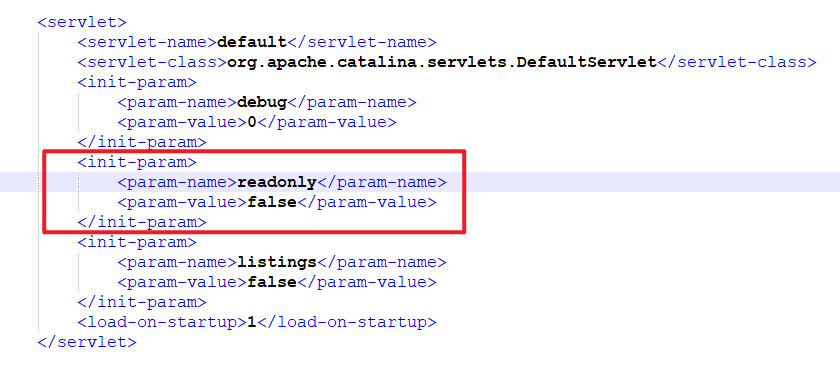 <servlet>
    <servlet-name>default</servlet-name>
    <servlet-class>org.apache.catalina.servlets.DefaultServlet</servlet-class>
    <init-param>
        <param-name>debug</param-name>
        <param-value>0</param-value>
    </init-param>
    <init-param>
        <param-name>readonly</param-name>
        <param-value>false</param-value>
    </init-param>
    <init-param>
        <param-name>listings</param-name>
        <param-value>false</param-value>
    </init-param>
    <load-on-startup>1</load-on-startup>
</servlet>